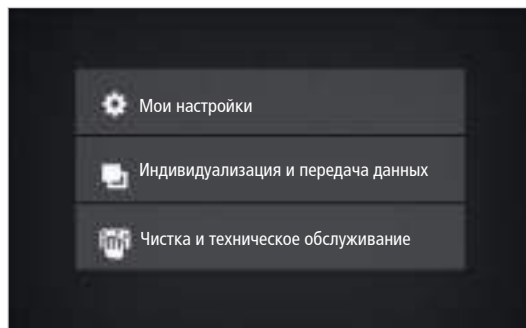 Мои настройки
Индивидуализация и передача данных
Чистка и техническое обслуживание